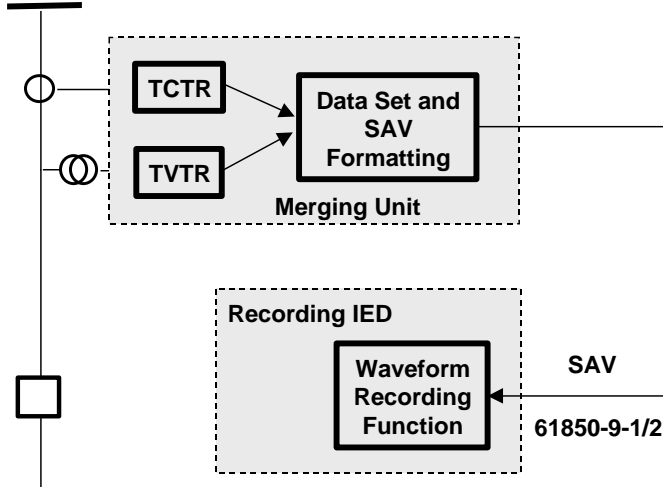 TCTR
TVTR
Data Set and
SAV
Formatting
Merging Unit
Recording IED
Waveform
Recording
Function
SAV
61850-9-1/2